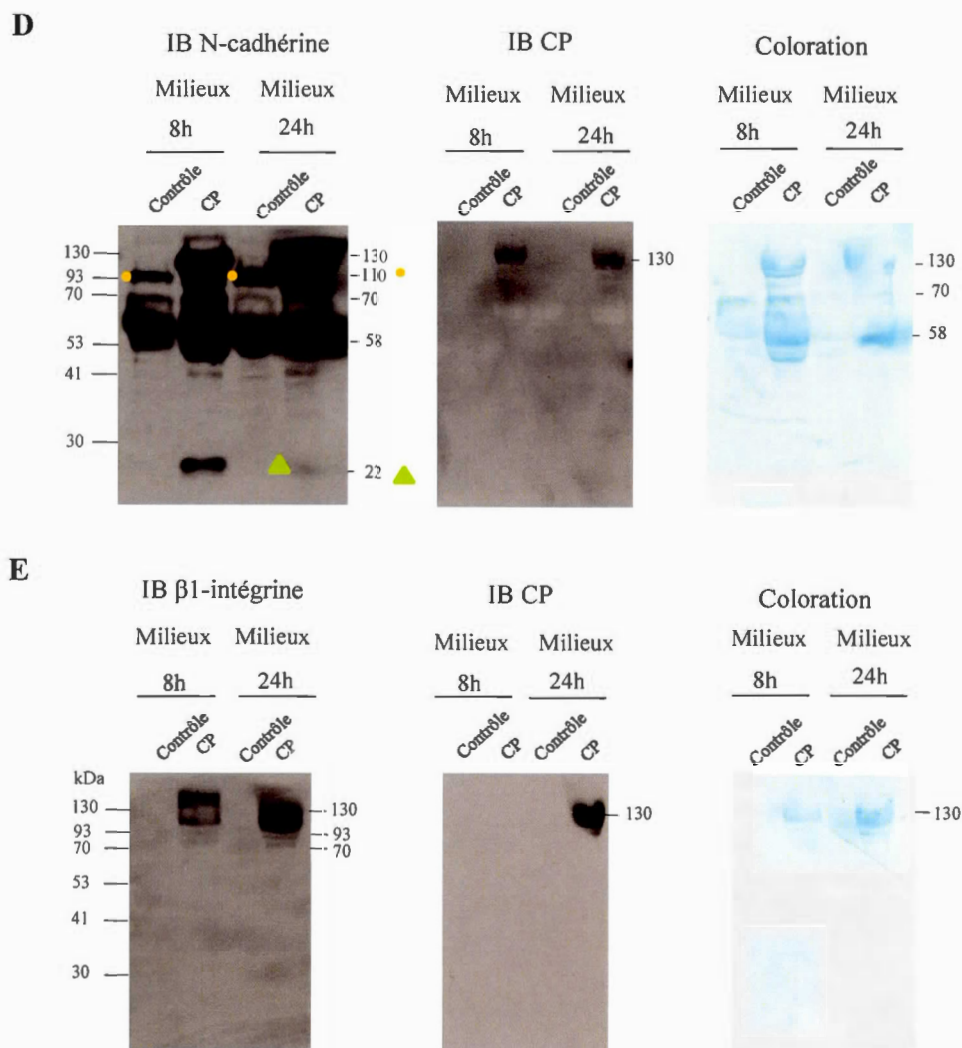 D
IB N-cadhérine
IB CP
Coloration
Milieux Milieux
Milieux Milieux
Milieux Milieux
8h 24h
8h 24h
8h 24h
Contrôle CP Contrôle CP
Contrôle CP Contrôle CP
Contrôle CP Contrôle CP
130
93
70
53
41
30
130
110
70
58
22
130
130
70
58
E
IB β1-intégrine
IB CP
Coloration
Milieux Milieux
Milieux Milieux
Milieux Milieux
8h 24h
8h 24h
8h 24h
Contrôle CP Contrôle CP
Contrôle CP Contrôle CP
Contrôle CP Contrôle CP
kDa
130
93
70
53
41
30
130
93
70
130
130